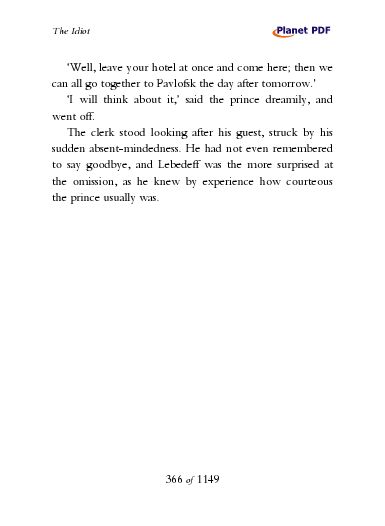 The Idiot
Planet PDF
‘Well, leave your hotel at once and come here; then we
can all go together to Pavlofsk the day after tomorrow.’
‘I will think about it,’ said the prince dreamily, and
went off.
The clerk stood looking after his guest, struck by his
sudden absent-mindedness. He had not even remembered
to say goodbye, and Lebedeff was the more surprised at
the omission, as he knew by experience how courteous
the prince usually was.
366 of 1149